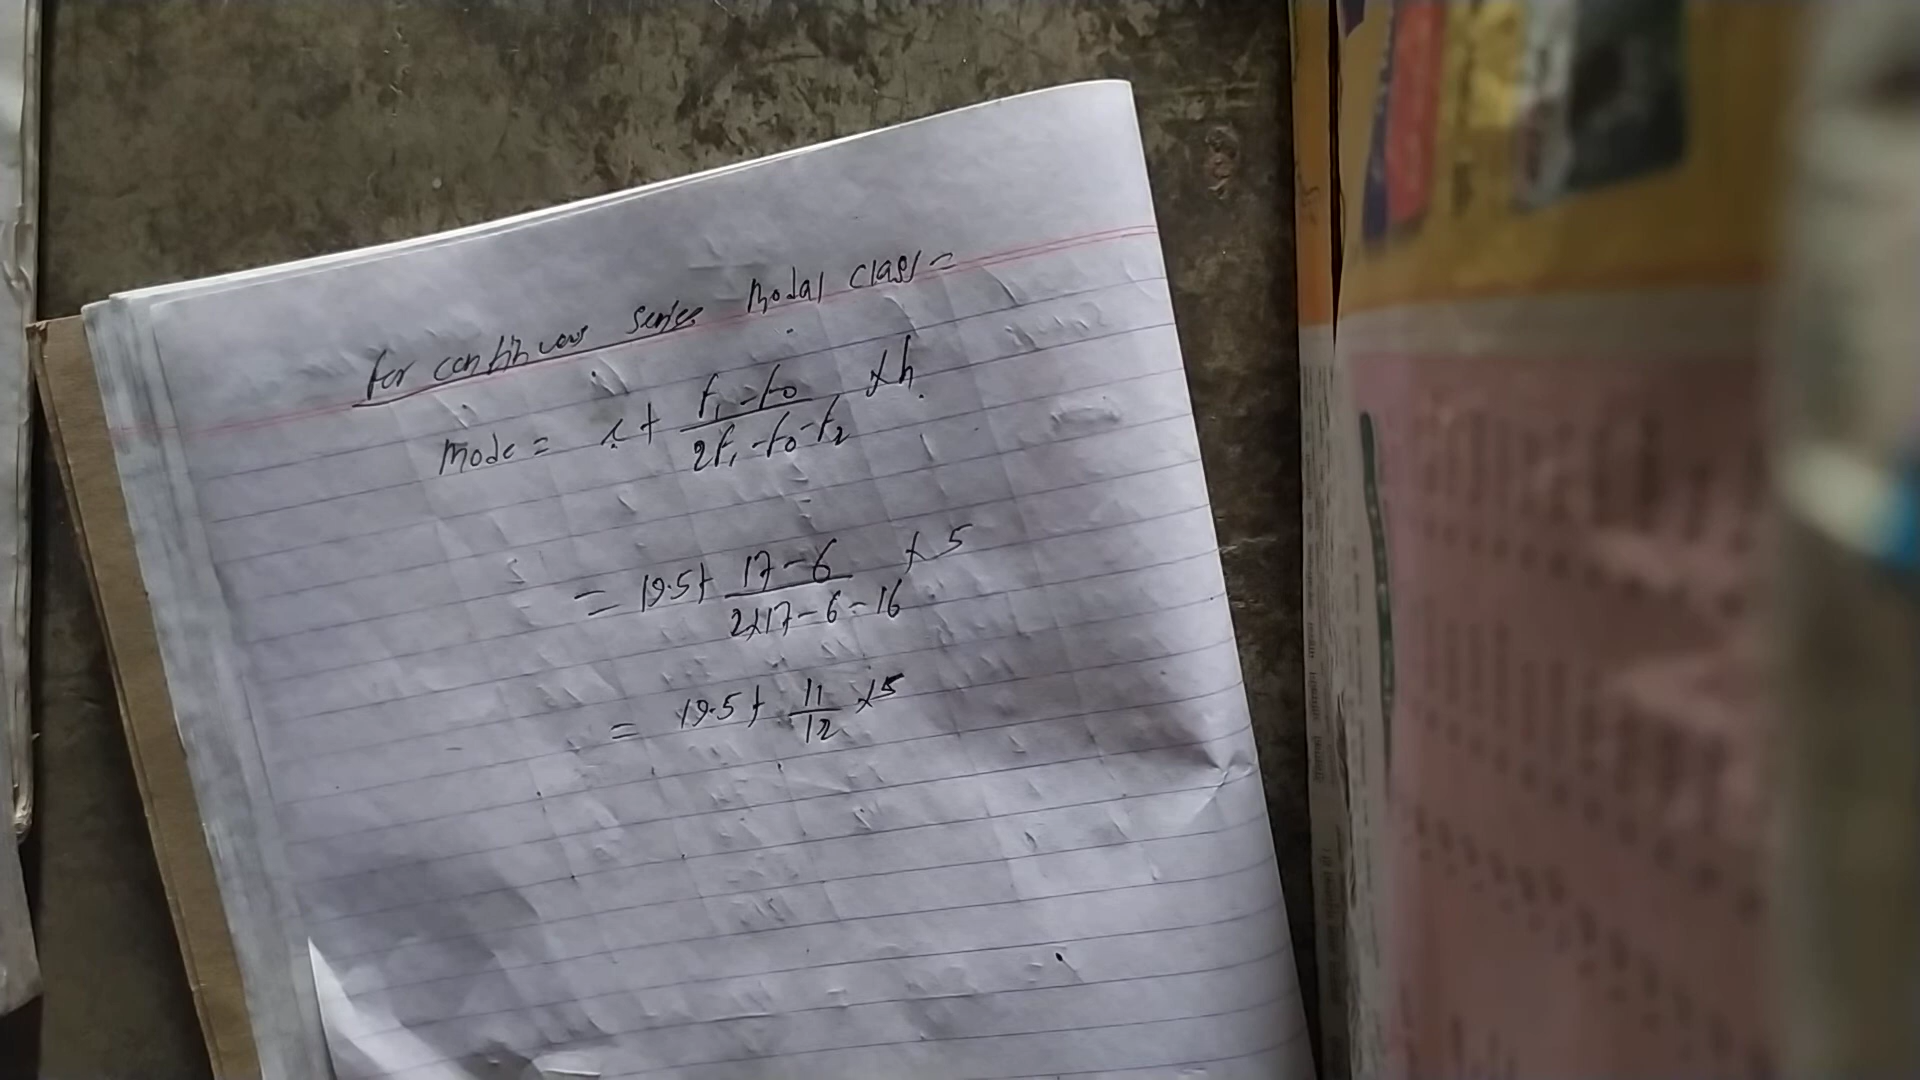 For continuous series Modal class =
Mode = l + f₁ - f₀ / 2f₁ - f₀ - f₂ × h
= 19.5 + 17 - 6 / 2×17 - 6 - 16 × 5
= 19.5 + 11/12 × 5